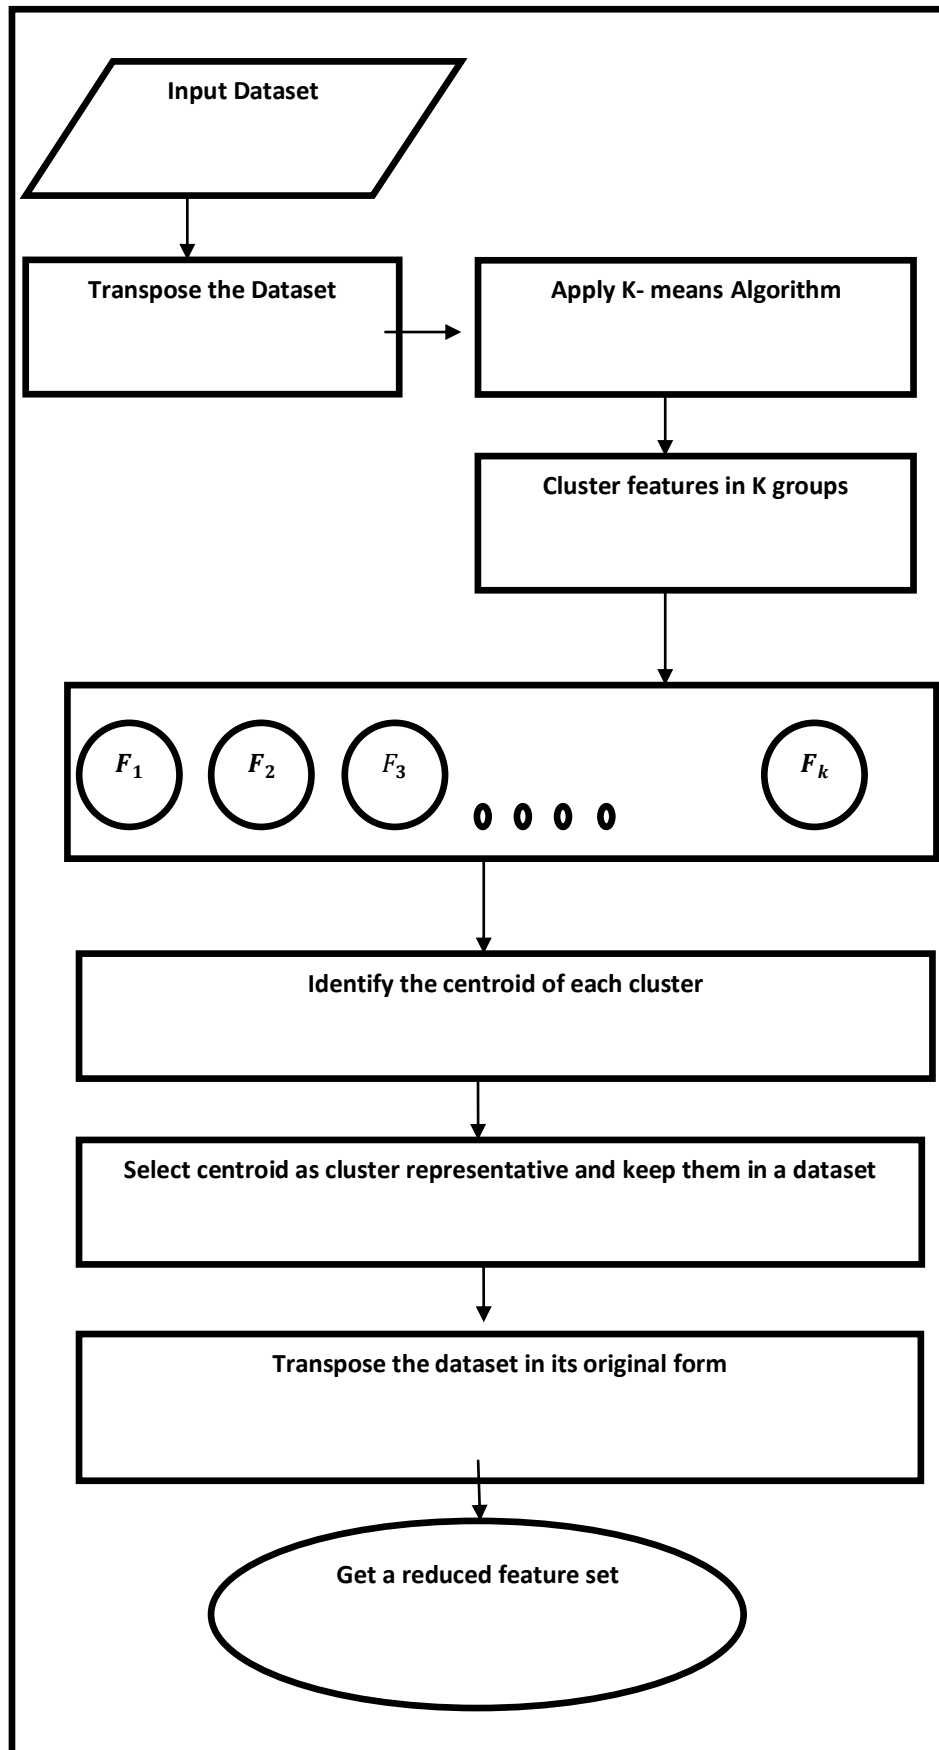 Input Dataset
Transpose the Dataset
Apply K- means Algorithm
Cluster features in K groups
F₁ F₂ F₃ Fₖ
Identify the centroid of each cluster
Select centroid as cluster representative and keep them in a dataset
Transpose the dataset in its original form
Get a reduced feature set